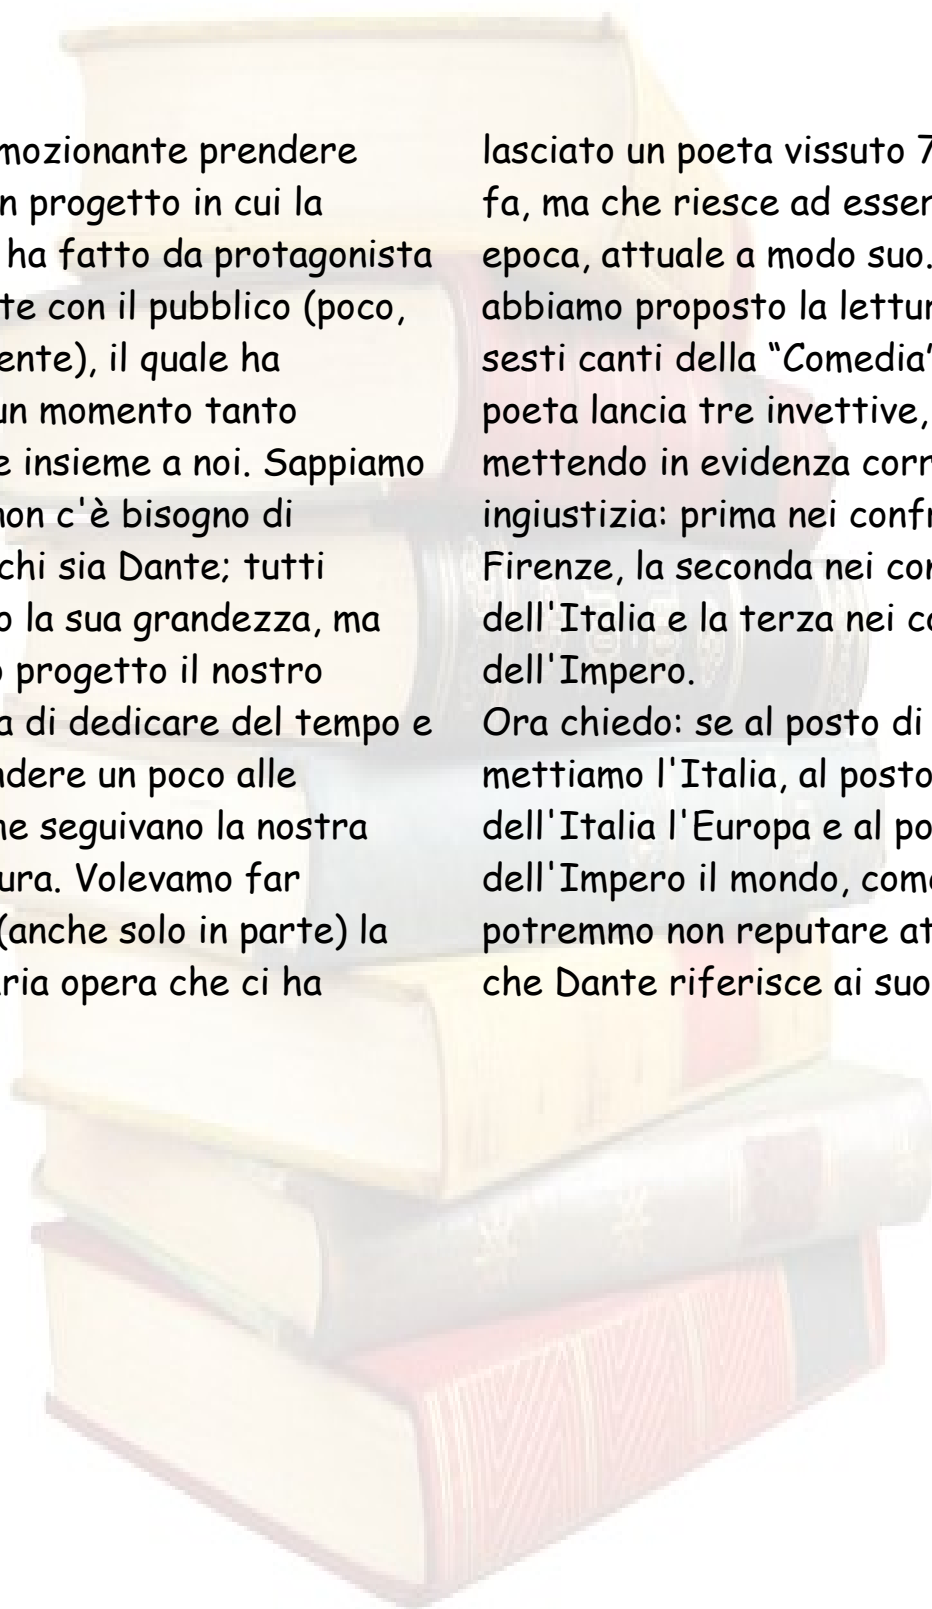 mozionante prendere
n progetto in cui la
ha fatto da protagonista
te con il pubblico (poco,
ente), il quale ha
un momento tanto
e insieme a noi. Sappiamo
non c'è bisogno di
chi sia Dante; tutti
o la sua grandezza, ma
o progetto il nostro
a di dedicare del tempo e
ndere un poco alle
he seguivano la nostra
ura. Volevamo far
(anche solo in parte) la
aria opera che ci ha
lasciato un poeta vissuto 7
fa, ma che riesce ad esser
epoca, attuale a modo suo.
abbiamo proposto la lettur
sesti canti della “Comedia”
poeta lancia tre invettive,
mettendo in evidenza corr
ingiustizia: prima nei confr
Firenze, la seconda nei con
dell'Italia e la terza nei co
dell'Impero.
Ora chiedo: se al posto di
mettiamo l'Italia, al posto
dell'Italia l'Europa e al po
dell'Impero il mondo, come
potremmo non reputare at
che Dante riferisce ai suo